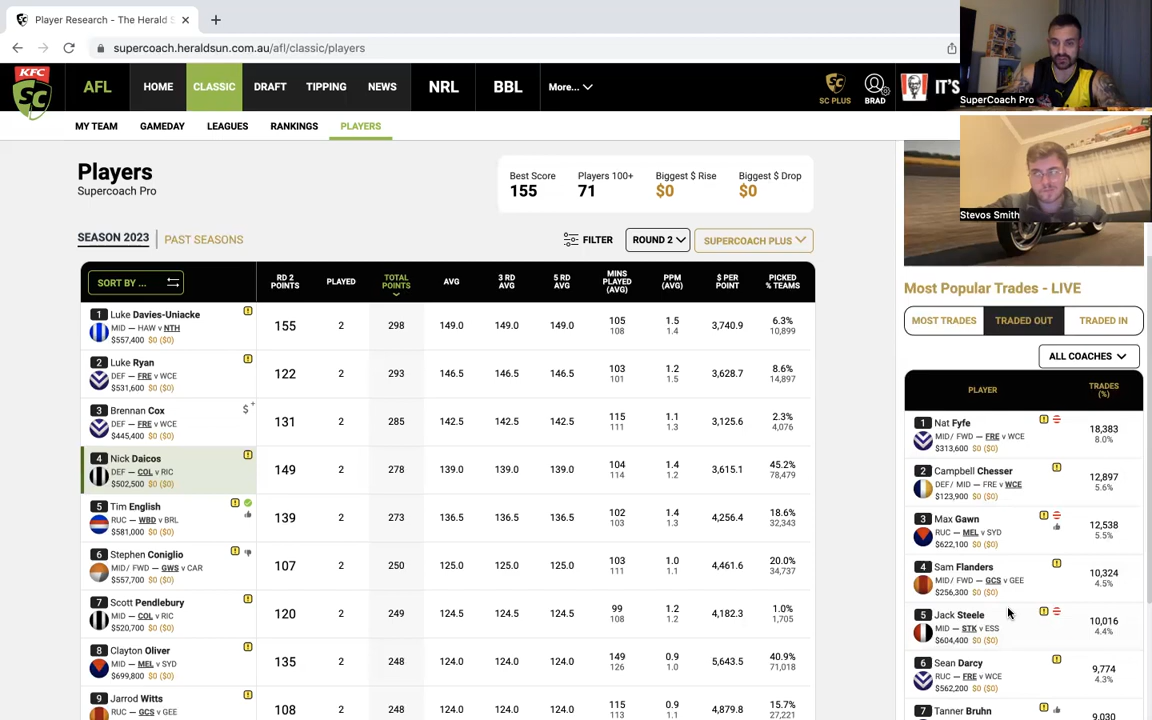 Player Research - The Herald S
supercoach.heraldsun.com.au/afl/classic/players
KFC
SC
AFL
HOME
CLASSIC
DRAFT
TIPPING
NEWS
NRL
BBL
More...
SC PLUS
BRAD
IT'S
SuperCoach Pro
Stevos Smith
MY TEAM
GAMEDAY
LEAGUES
RANKINGS
PLAYERS
Players
Supercoach Pro
Best Score
155
Players 100+
71
Biggest $ Rise
$0
Biggest $ Drop
$0
SEASON 2023
PAST SEASONS
FILTER
ROUND 2
SUPERCOACH PLUS
SORT BY ...
RD 2 POINTS
PLAYED
TOTAL POINTS
AVG
3 RD AVG
5 RD AVG
MINS PLAYED (AVG)
PPM (AVG)
$ PER POINT
PICKED % TEAMS
1 Luke Davies-Uniacke
MID — HAW v NTH
$557,400 $0 ($0)
155 2 298 149.0 149.0 149.0 105 1.5 3,740.9 6.3%
108 1.4 10,899
2 Luke Ryan
DEF — FRE v WCE
$531,600 $0 ($0)
122 2 293 146.5 146.5 146.5 103 1.2 3,628.7 8.6%
101 1.5 14,897
3 Brennan Cox
DEF — FRE v WCE
$445,400 $0 ($0)
$+
131 2 285 142.5 142.5 142.5 115 1.1 3,125.6 2.3%
111 1.3 4,076
4 Nick Daicos
DEF — COL v RIC
$502,500 $0 ($0)
149 2 278 139.0 139.0 139.0 104 1.4 3,615.1 45.2%
114 1.2 78,479
5 Tim English
RUC — WBD v BRL
$581,000 $0 ($0)
139 2 273 136.5 136.5 136.5 102 1.4 4,256.4 18.6%
103 1.3 32,343
6 Stephen Coniglio
MID/ FWD — GWS v CAR
$557,700 $0 ($0)
107 2 250 125.0 125.0 125.0 103 1.0 4,461.6 20.0%
111 1.1 34,737
7 Scott Pendlebury
MID — COL v RIC
$520,700 $0 ($0)
120 2 249 124.5 124.5 124.5 99 1.2 4,182.3 1.0%
108 1.2 1,705
8 Clayton Oliver
MID — MEL v SYD
$699,800 $0 ($0)
135 2 248 124.0 124.0 124.0 149 0.9 5,643.5 40.9%
126 1.0 71,018
9 Jarrod Witts
RUC — GCS v GEE
108 2 248 124.0 124.0 124.0 115 0.9 4,879.8 15.7%
113 1.1 27,221
Most Popular Trades - LIVE
MOST TRADES
TRADED OUT
TRADED IN
ALL COACHES
PLAYER
TRADES (%)
1 Nat Fyfe
MID/ FWD — FRE v WCE
$313,600 $0 ($0)
18,383
8.0%
2 Campbell Chesser
DEF/ MID — FRE v WCE
$123,900 $0 ($0)
12,897
5.6%
3 Max Gawn
RUC — MEL v SYD
$622,100 $0 ($0)
12,538
5.5%
4 Sam Flanders
MID/ FWD — GCS v GEE
$256,300 $0 ($0)
10,324
4.5%
5 Jack Steele
MID — STK v ESS
$604,400 $0 ($0)
10,016
4.4%
6 Sean Darcy
RUC — FRE v WCE
$562,200 $0 ($0)
9,774
4.3%
7 Tanner Bruhn
9,030